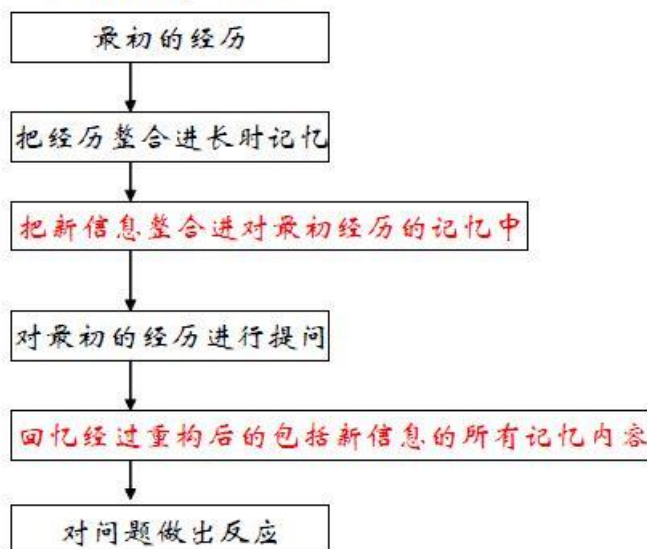 最初的经历
把经历整合进长时记忆
把新信息整合进对最初经历的记忆中
对最初的经历进行提问
回忆经过重构后的包括新信息的所有记忆内容
对问题做出反应